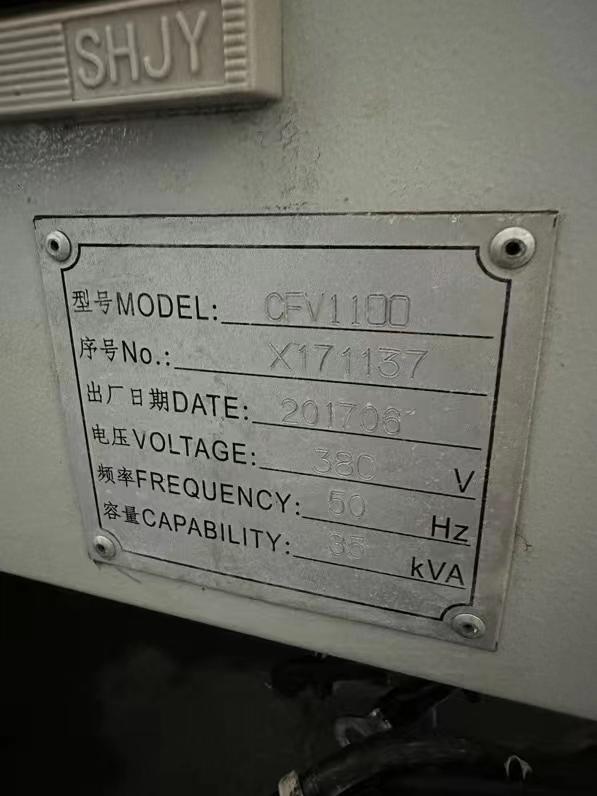 SHJY
型号MODEL: CFV1100
序号No.: X171137
出厂日期DATE: 201706
电压VOLTAGE: 380 V
频率FREQUENCY: 50 Hz
容量CAPABILITY: 35 kVA